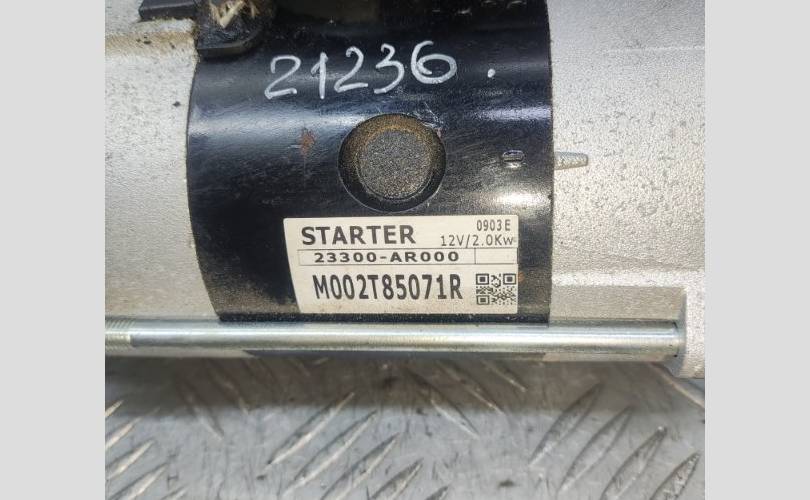 21236.
0903E
STARTER 12V/2.0Kw
23300-AR000
M002T85071R